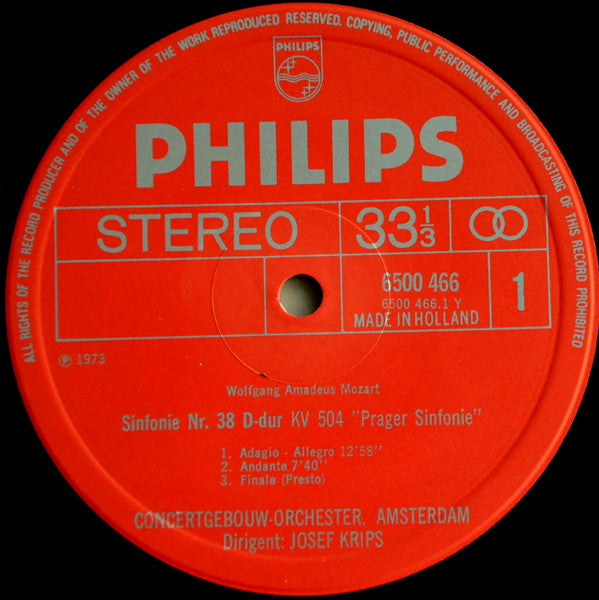 ALL RIGHTS OF THE RECORD PRODUCER AND OF THE OWNER OF THE WORK REPRODUCED RESERVED. COPYING, PUBLIC PERFORMANCE AND BROADCASTING OF THIS RECORD PROHIBITED
PHILIPS
PHILIPS
STEREO 33⅓
6500 466
6500 466.1 Y
MADE IN HOLLAND
1
℗ 1973
Wolfgang Amadeus Mozart
Sinfonie Nr. 38 D-dur KV 504 "Prager Sinfonie"
1. Adagio - Allegro 12'58"
2. Andante 7'40"
3. Finale (Presto)
CONCERTGEBOUW-ORCHESTER, AMSTERDAM
Dirigent: JOSEF KRIPS